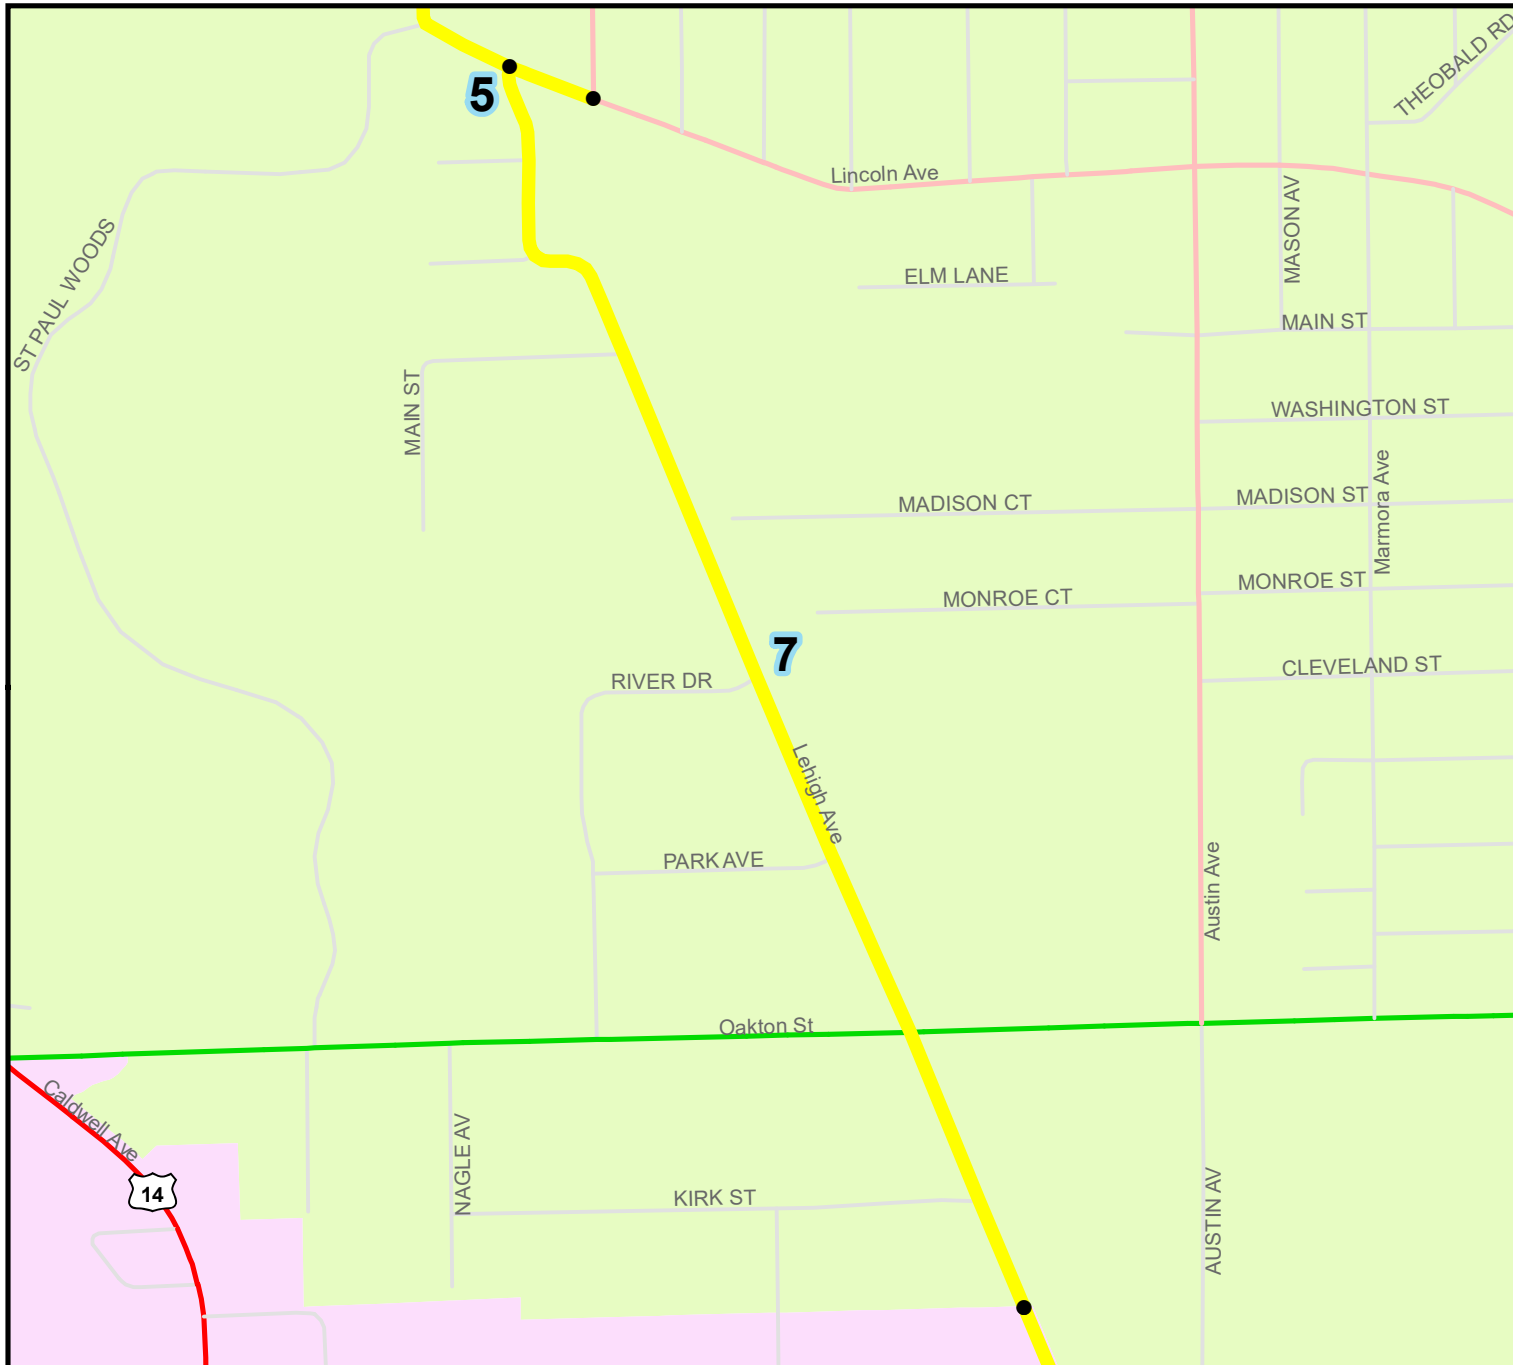 THEOBALD RD
5
Lincoln Ave
MASON AV
ST PAUL WOODS
ELM LANE
MAIN ST
MAIN ST
WASHINGTON ST
MADISON CT
MADISON ST
Marmora Ave
MONROE CT
MONROE ST
7
RIVER DR
CLEVELAND ST
Lehigh Ave
PARK AVE
Austin Ave
Oakton St
Caldwell Ave
14
NAGLE AV
KIRK ST
AUSTIN AV